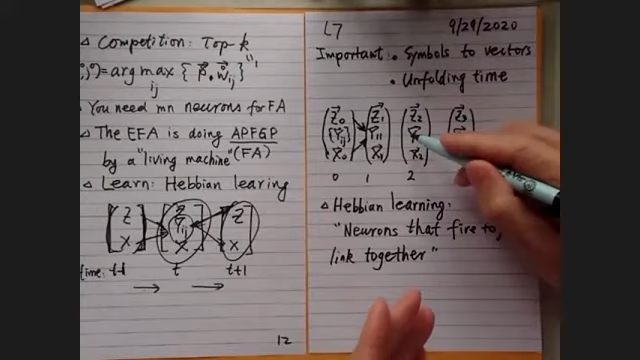 △ Competition: Top-k
= arg max { p⃗ · w⃗ij }
ij
You need mn neurons for FA
△ The EFA is doing APFGP
by a "living machine" (FA)
△ Learn: Hebbian learing
Z Z Z
Yij
X X X
time: t-1 t t+1
12
L7 9/29/2020
Important: • Symbols to vectors
• Unfolding time
Z⃗0 Z⃗1 Z⃗2 Z⃗3
{Y⃗ij} Y⃗11
X⃗0 X⃗1 X⃗2
0 1 2
△ Hebbian learning:
"Neurons that fire to
link together"